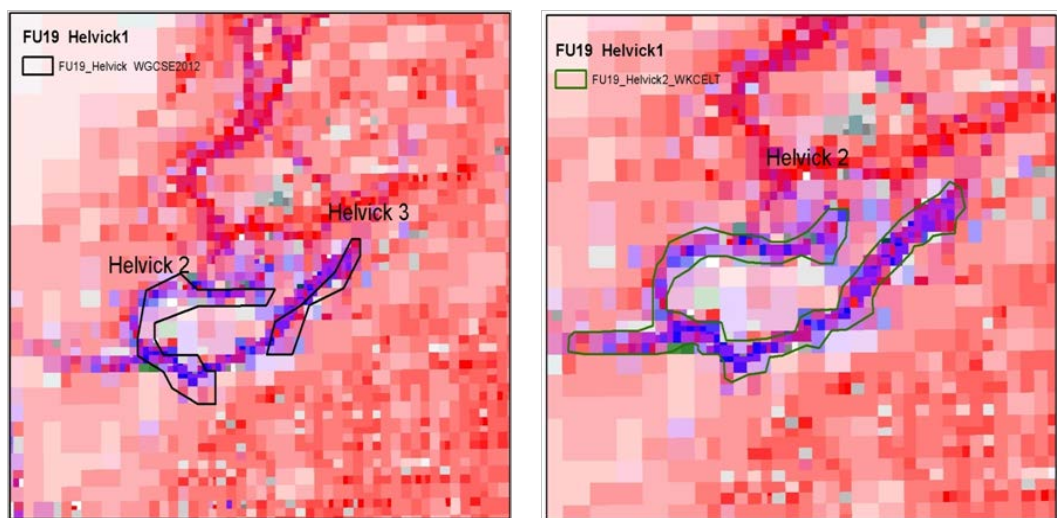 FU19 Helvick1
FU19_Helvick WGCSE2012
Helvick 3
Helvick 2
FU19 Helvick1
FU19_Helvick2_WKCELT
Helvick 2